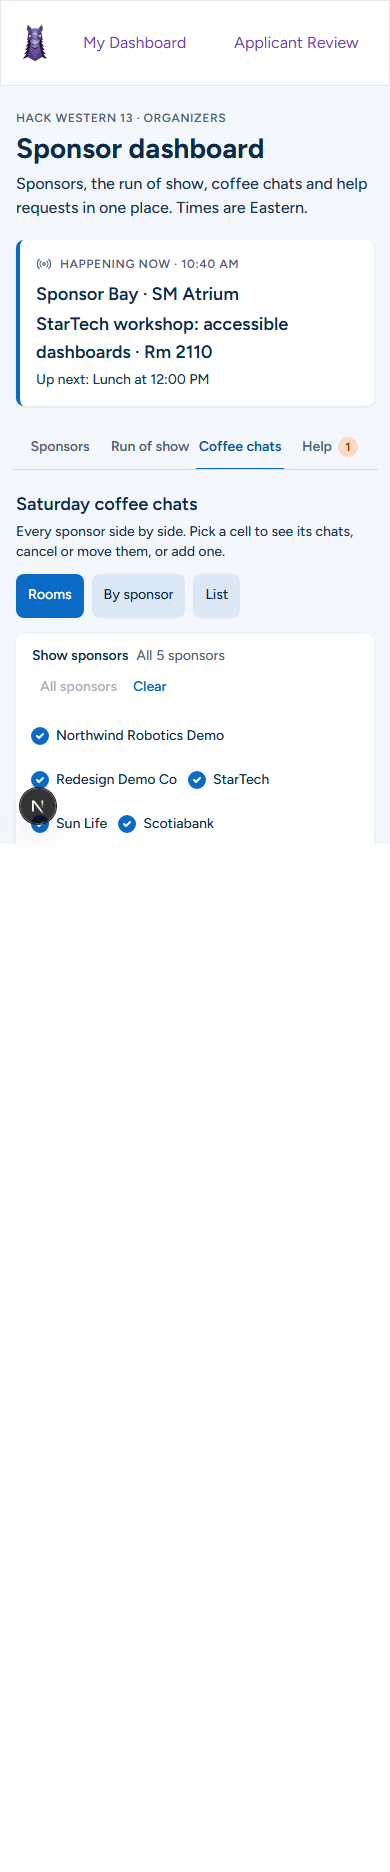 My Dashboard
Applicant Review
HACK WESTERN 13 · ORGANIZERS
Sponsor dashboard
Sponsors, the run of show, coffee chats and help
requests in one place. Times are Eastern.
HAPPENING NOW · 10:40 AM
Sponsor Bay · SM Atrium
StarTech workshop: accessible
dashboards · Rm 2110
Up next: Lunch at 12:00 PM
Sponsors
Run of show
Coffee chats
Help 1
Saturday coffee chats
Every sponsor side by side. Pick a cell to see its chats,
cancel or move them, or add one.
Rooms
By sponsor
List
Show sponsors All 5 sponsors
All sponsors Clear
Northwind Robotics Demo
Redesign Demo Co StarTech
N
Sun Life Scotiabank